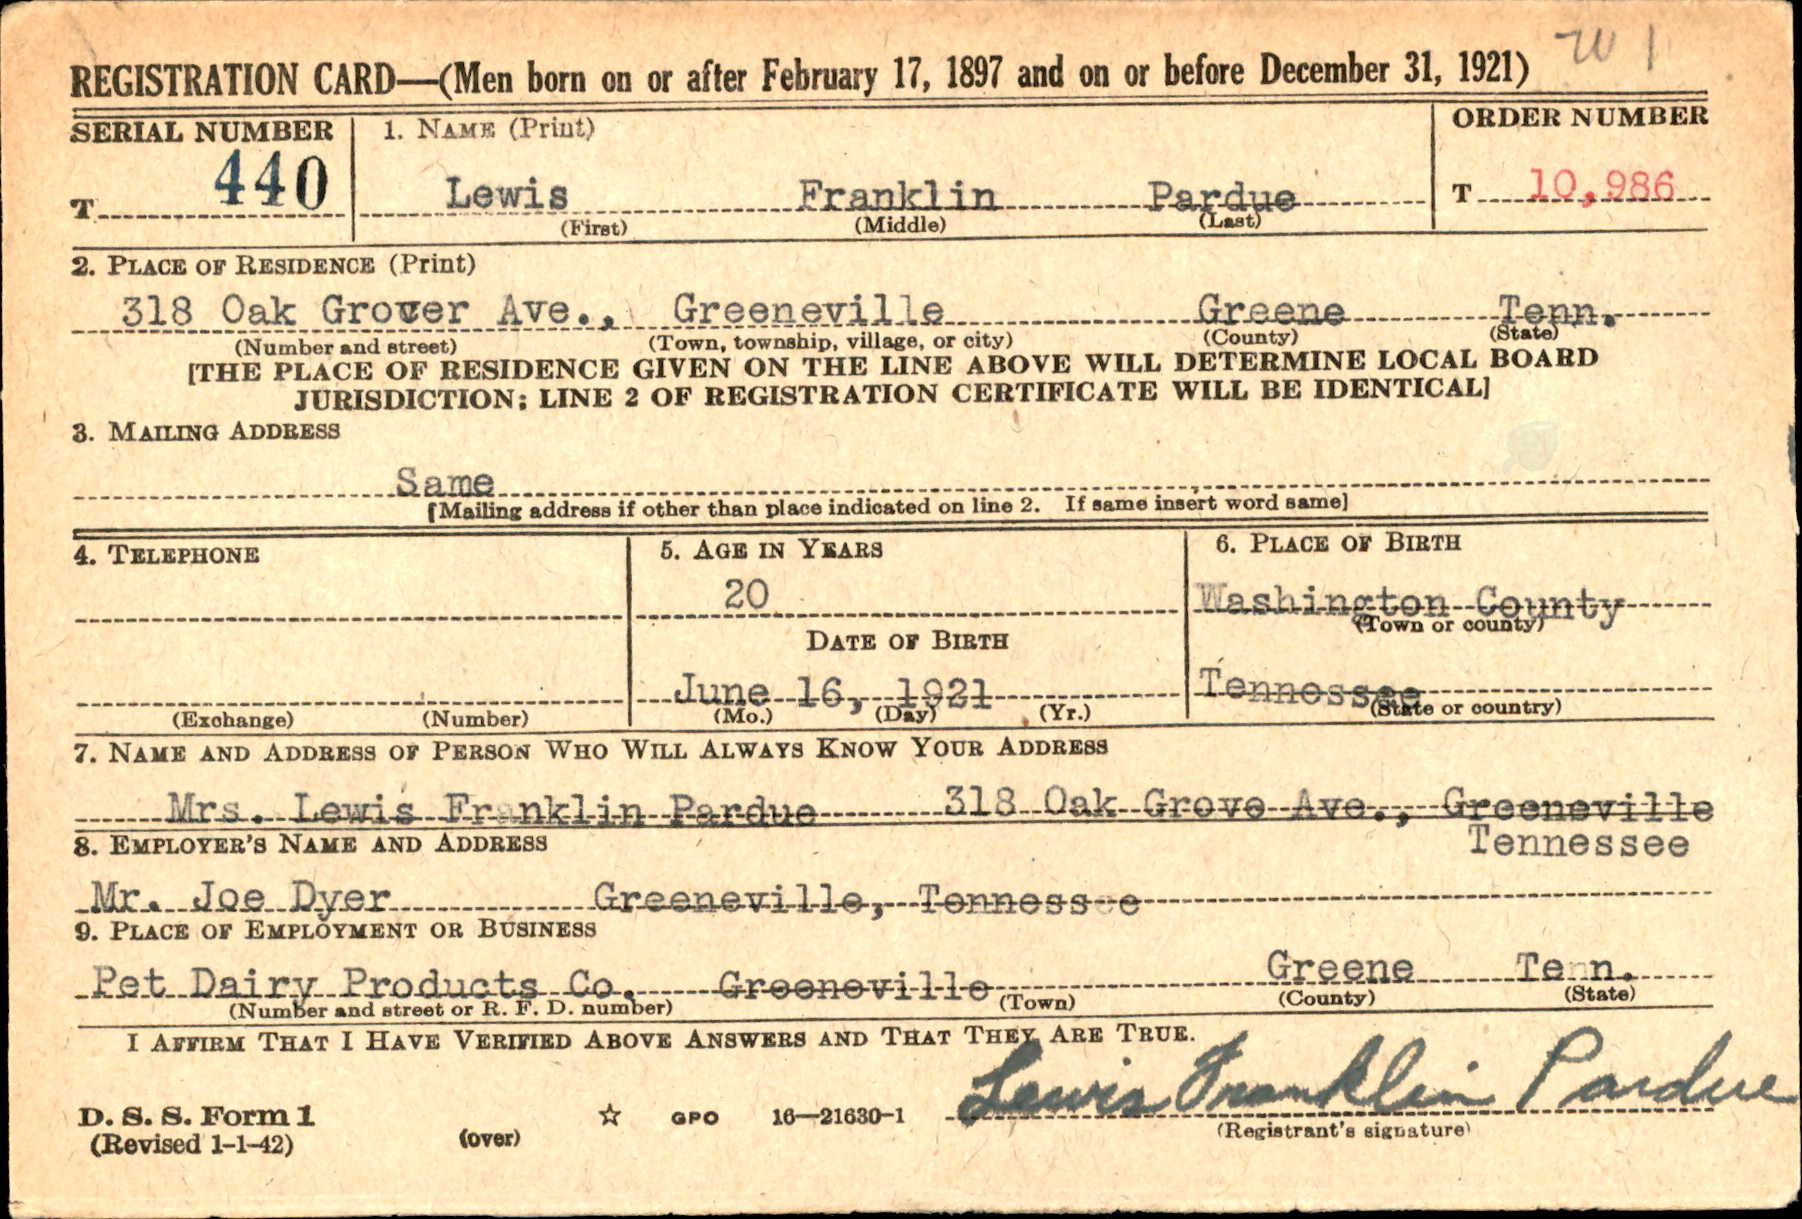 W 1
REGISTRATION CARD—(Men born on or after February 17, 1897 and on or before December 31, 1921)
SERIAL NUMBER 1. NAME (Print) ORDER NUMBER
T 440 Lewis Franklin Pardue T 10,986
(First) (Middle) (Last)
2. PLACE OF RESIDENCE (Print)
318 Oak Grover Ave., Greeneville Greene Tenn.
(Number and street) (Town, township, village, or city) (County) (State)
[THE PLACE OF RESIDENCE GIVEN ON THE LINE ABOVE WILL DETERMINE LOCAL BOARD
JURISDICTION; LINE 2 OF REGISTRATION CERTIFICATE WILL BE IDENTICAL]
3. MAILING ADDRESS
Same
[Mailing address if other than place indicated on line 2. If same insert word same]
4. TELEPHONE 5. AGE IN YEARS 6. PLACE OF BIRTH
20 Washington County
(Town or county)
DATE OF BIRTH
June 16, 1921 Tennessee
(Exchange) (Number) (Mo.) (Day) (Yr.) (State or country)
7. NAME AND ADDRESS OF PERSON WHO WILL ALWAYS KNOW YOUR ADDRESS
Mrs. Lewis Franklin Pardue 318 Oak Grove Ave., Greeneville
8. EMPLOYER'S NAME AND ADDRESS Tennessee
Mr. Joe Dyer Greeneville, Tennessee
9. PLACE OF EMPLOYMENT OR BUSINESS
Pet Dairy Products Co. Greeneville Greene Tenn.
(Number and street or R. F. D. number) (Town) (County) (State)
I AFFIRM THAT I HAVE VERIFIED ABOVE ANSWERS AND THAT THEY ARE TRUE.
Lewis Franklin Pardue
D. S. S. Form 1 ☆ GPO 16—21630-1 (Registrant's signature)
(Revised 1-1-42) (over)